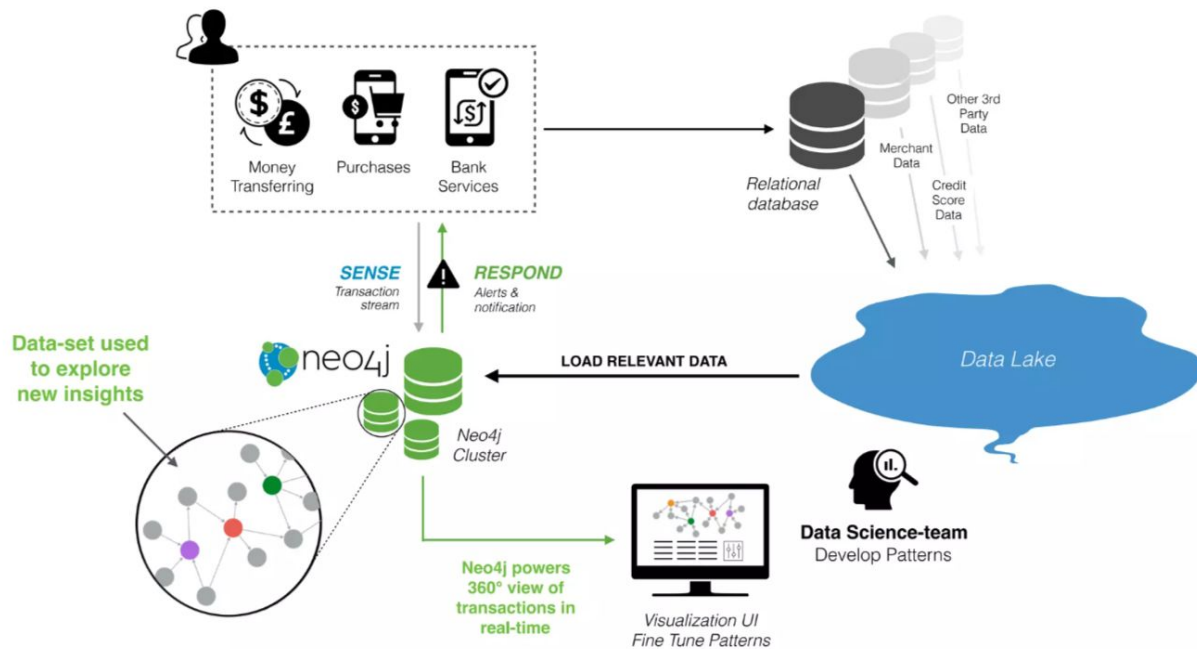 Money
Transferring
Purchases
Bank
Services
Relational
database
Merchant
Data
Credit
Score
Data
Other 3rd
Party
Data
SENSE
Transaction
stream
RESPOND
Alerts &
notification
Data-set used
to explore
new insights
neo4j
Neo4j
Cluster
LOAD RELEVANT DATA
Data Lake
Data Science-team
Develop Patterns
Neo4j powers
360° view of
transactions in
real-time
Visualization UI
Fine Tune Patterns